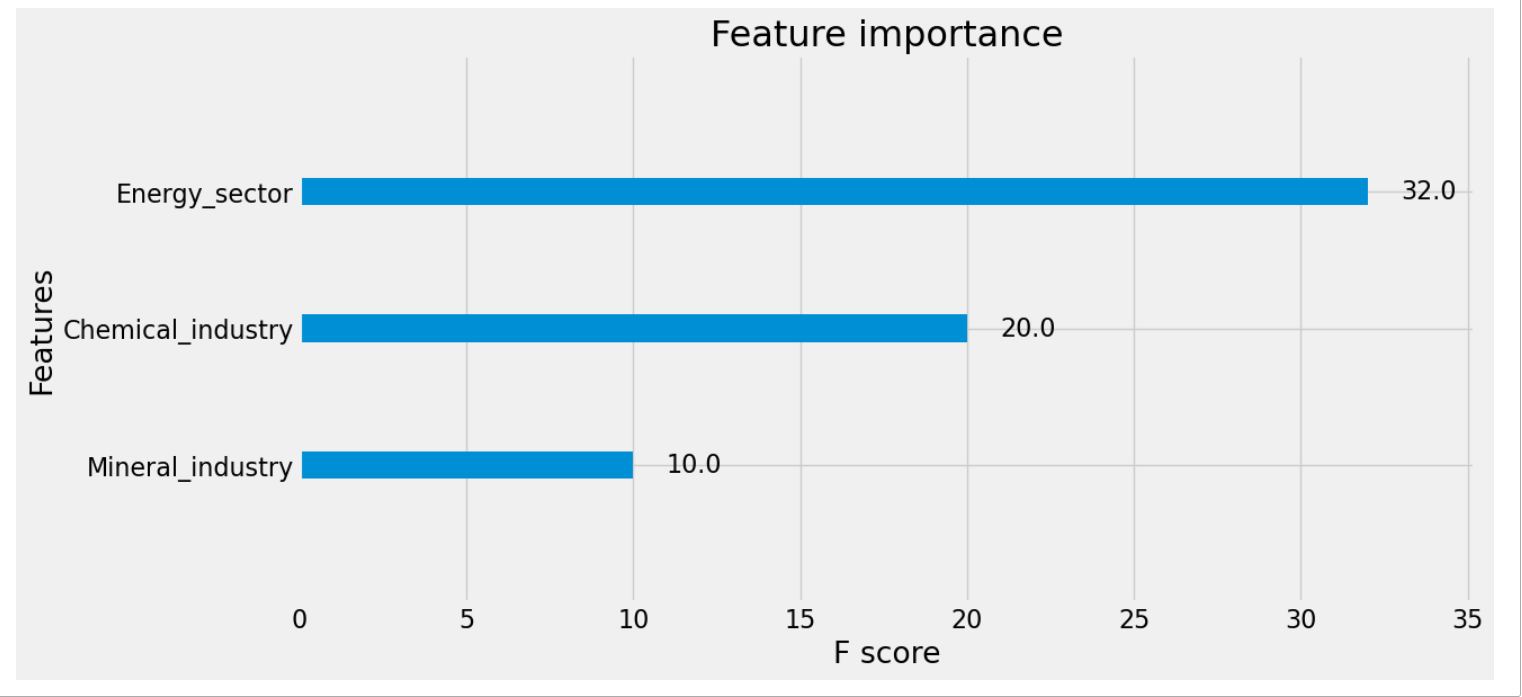 Feature importance
Energy_sector
32.0
Chemical_industry
20.0
Mineral_industry
10.0
Features
0 5 10 15 20 25 30 35
F score